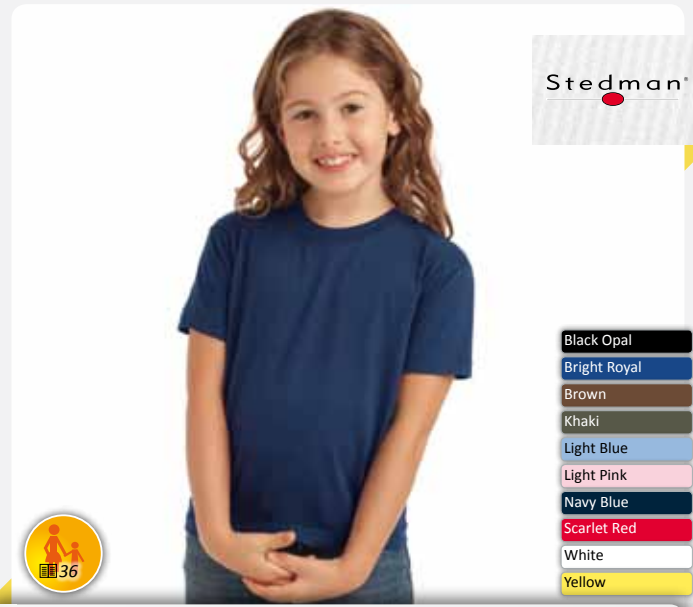 Stedman®
Black Opal
Bright Royal
Brown
Khaki
Light Blue
Light Pink
Navy Blue
Scarlet Red
White
Yellow
36